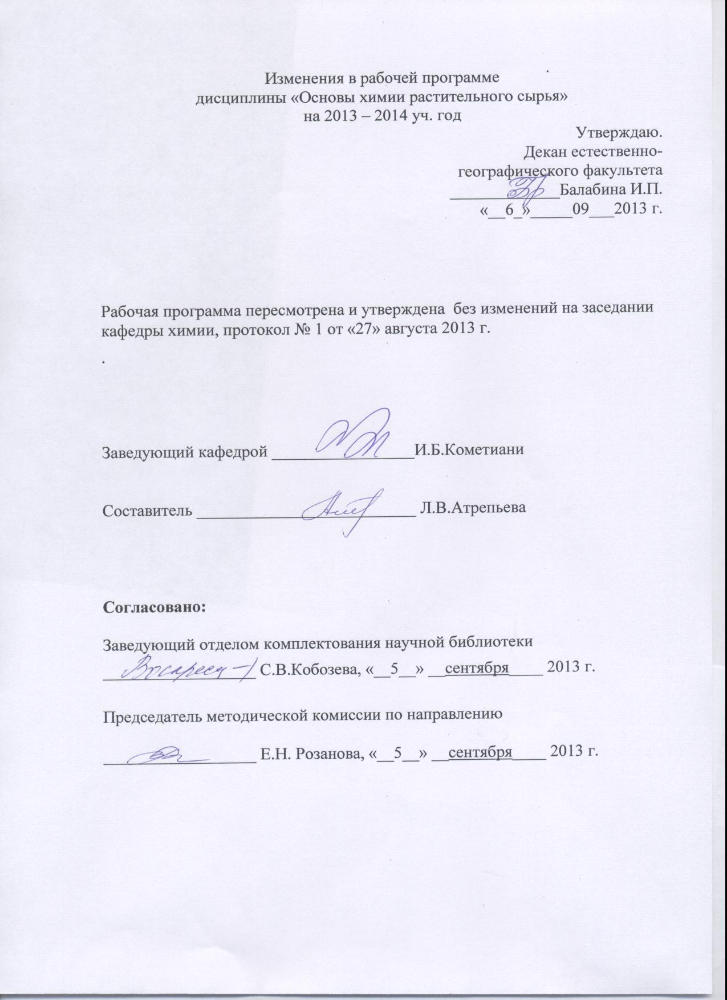 Изменения в рабочей программе
дисциплины «Основы химии растительного сырья»
на 2013 – 2014 уч. год
Утверждаю.
Декан естественно-
географического факультета
_____________Балабина И.П.
«__6_»_____09___2013 г.
Рабочая программа пересмотрена и утверждена без изменений на заседании
кафедры химии, протокол № 1 от «27» августа 2013 г.
.
Заведующий кафедрой _________________И.Б.Кометиани
Составитель __________________________ Л.В.Атрепьева
Согласовано:
Заведующий отделом комплектования научной библиотеки
__________________ С.В.Кобозева, «__5__» __сентября____ 2013 г.
Председатель методической комиссии по направлению
__________________ Е.Н. Розанова, «__5__» __сентября____ 2013 г.